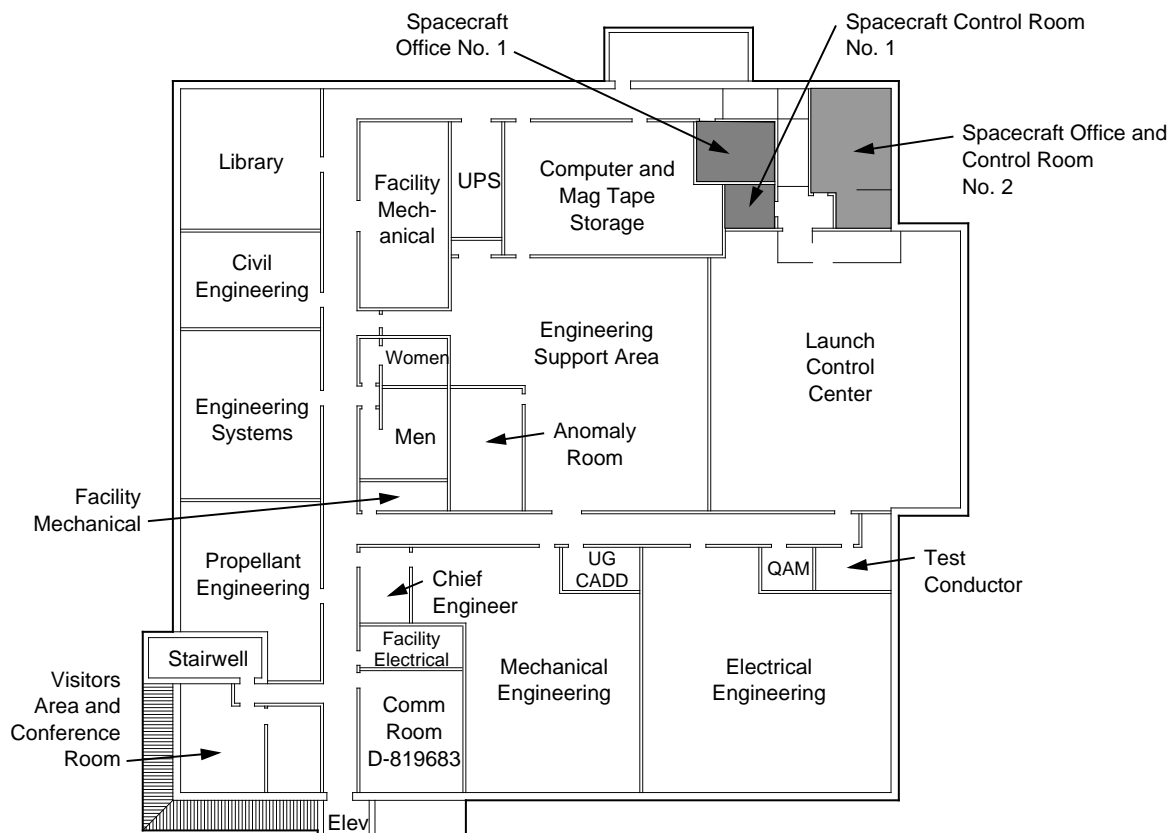 Spacecraft
Office No. 1
Spacecraft Control Room
No. 1
Spacecraft Office and
Control Room
No. 2
Library
Facility
Mech-
anical
UPS
Computer and
Mag Tape
Storage
Civil
Engineering
Engineering
Support Area
Launch
Control
Center
Women
Engineering
Systems
Men
Anomaly
Room
Facility
Mechanical
Propellant
Engineering
Chief
Engineer
UG
CADD
QAM
Test
Conductor
Facility
Electrical
Stairwell
Mechanical
Engineering
Electrical
Engineering
Visitors
Area and
Conference
Room
Comm
Room
D-819683
Elev